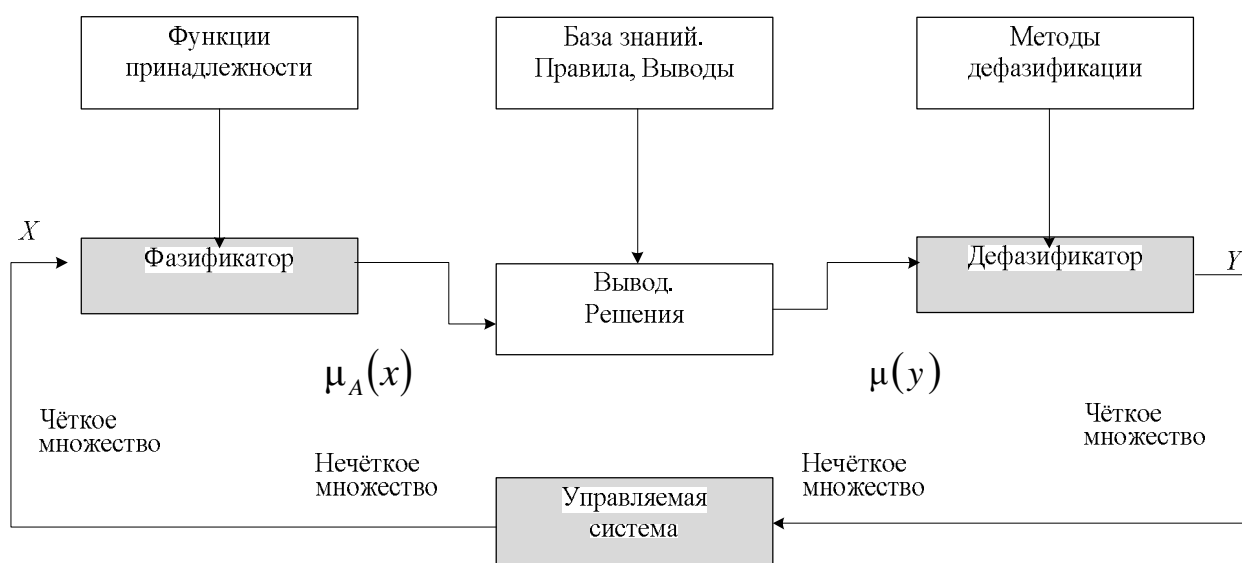 Функции
принадлежности
База знаний.
Правила, Выводы
Методы
дефазификации
X
Фазификатор
Вывод.
Решения
Дефазификатор
Y
μA(x)
μ(y)
Чёткое
множество
Нечёткое
множество
Управляемая
система
Нечёткое
множество
Чёткое
множество